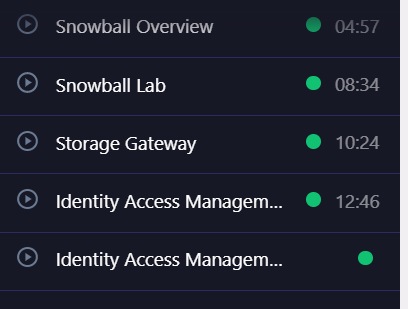 Snowball Overview 04:57
Snowball Lab 08:34
Storage Gateway 10:24
Identity Access Managem... 12:46
Identity Access Managem...